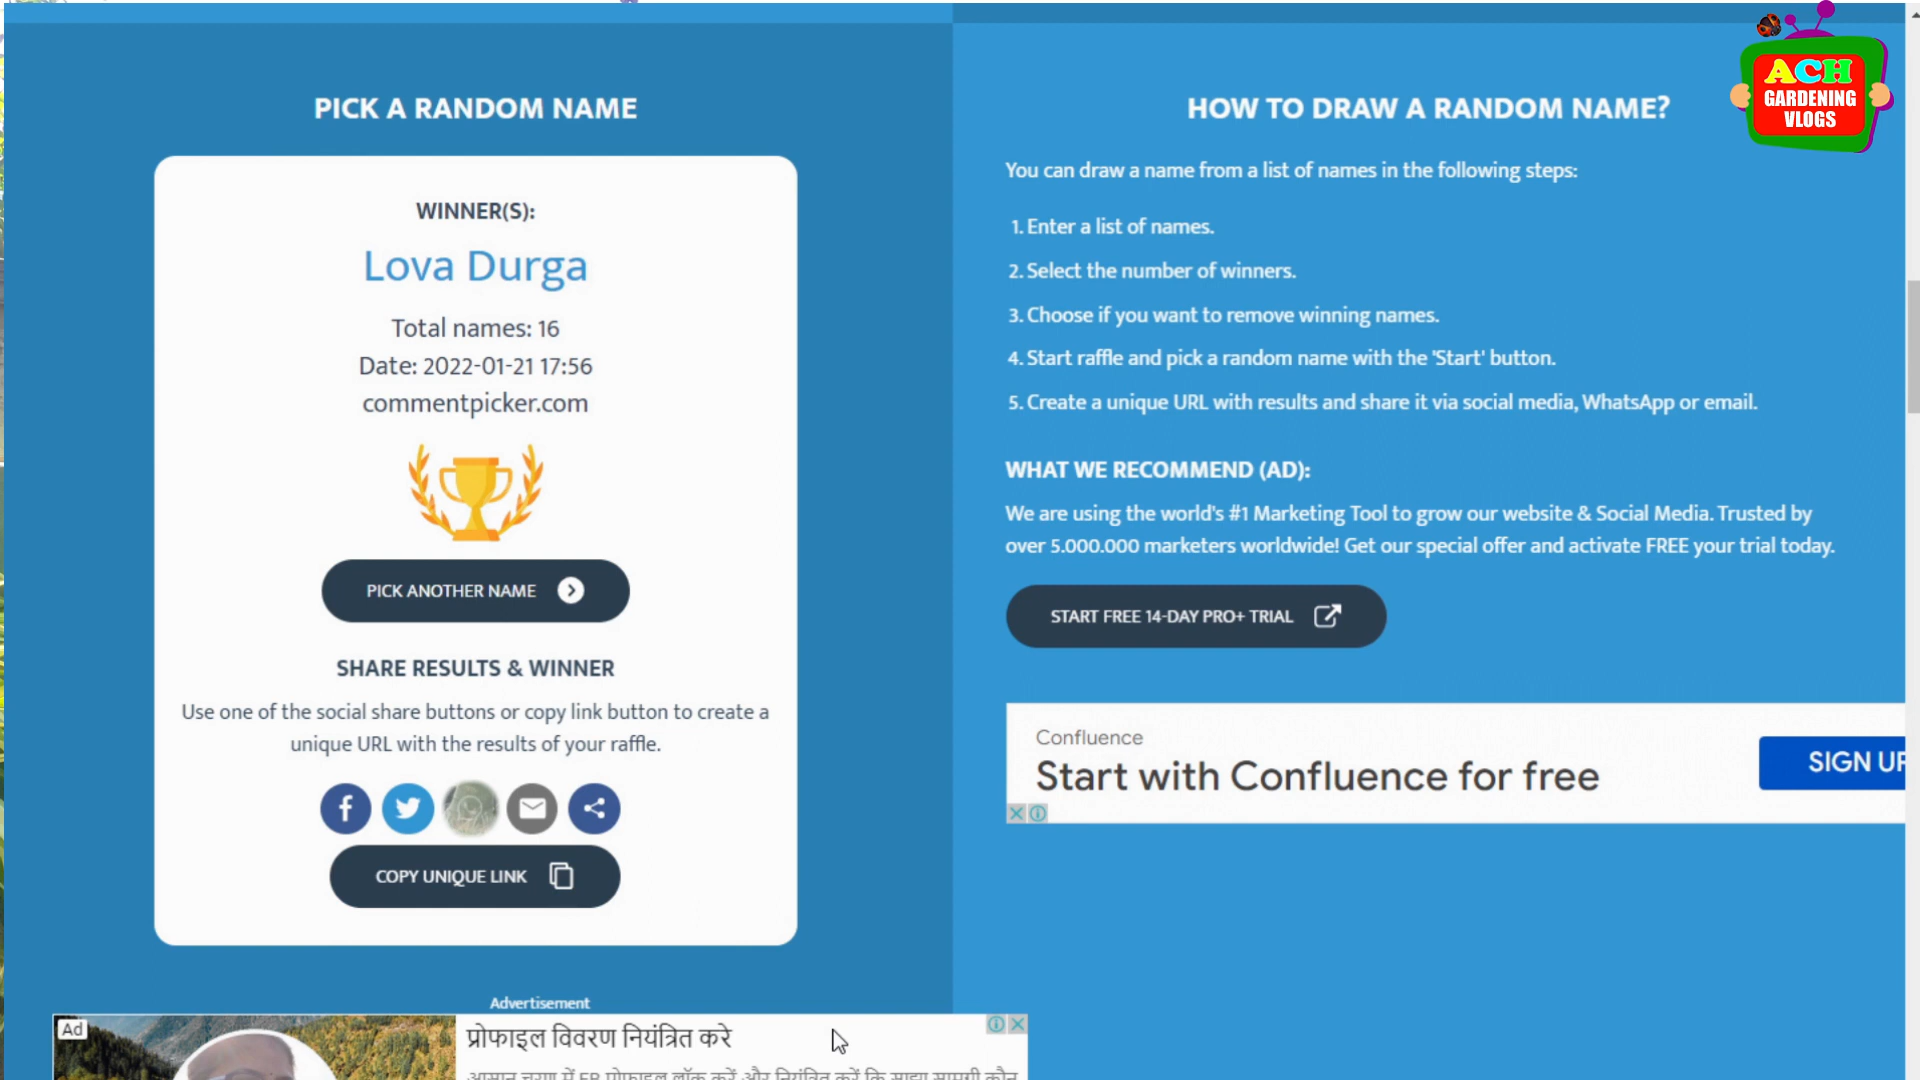 ACH
GARDENING
VLOGS
PICK A RANDOM NAME
WINNER(S):
Lova Durga
Total names: 16
Date: 2022-01-21 17:56
commentpicker.com
PICK ANOTHER NAME
SHARE RESULTS & WINNER
Use one of the social share buttons or copy link button to create a
unique URL with the results of your raffle.
COPY UNIQUE LINK
Advertisement
Ad
प्रोफाइल विवरण नियंत्रित करे
आसान चरण में FB प्रोफाइल लॉक करें और नियंत्रित करें कि साझा सामग्री कौन
HOW TO DRAW A RANDOM NAME?
You can draw a name from a list of names in the following steps:
1. Enter a list of names.
2. Select the number of winners.
3. Choose if you want to remove winning names.
4. Start raffle and pick a random name with the 'Start' button.
5. Create a unique URL with results and share it via social media, WhatsApp or email.
WHAT WE RECOMMEND (AD):
We are using the world's #1 Marketing Tool to grow our website & Social Media. Trusted by
over 5.000.000 marketers worldwide! Get our special offer and activate FREE your trial today.
START FREE 14-DAY PRO+ TRIAL
Confluence
Start with Confluence for free
SIGN UP